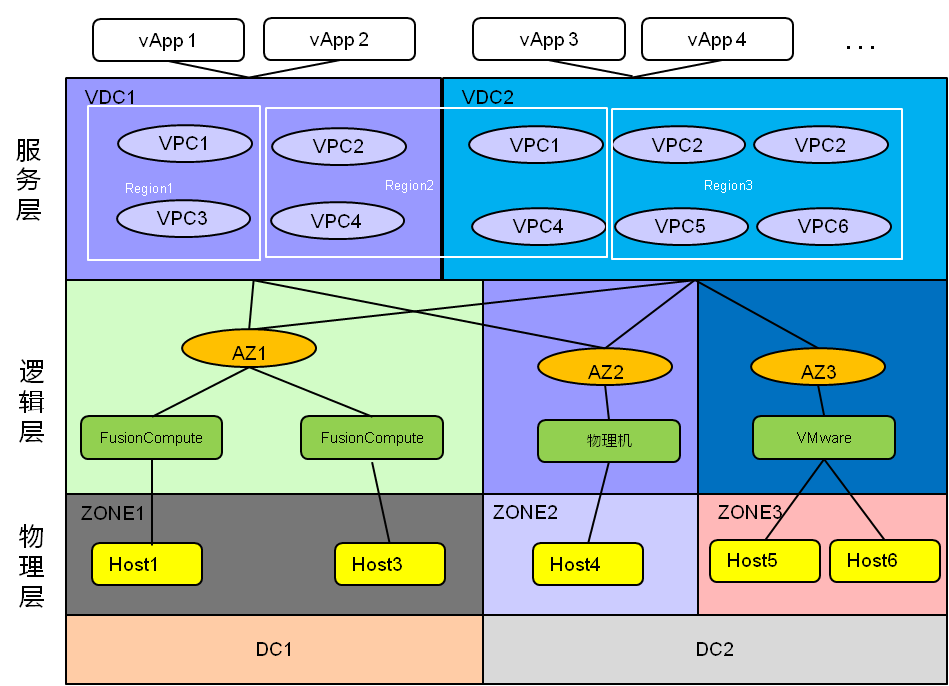 vApp 1
vApp 2
vApp 3
vApp 4
...
服务层
VDC1
VDC2
VPC1
VPC2
VPC1
VPC2
VPC2
Region1
Region2
Region3
VPC3
VPC4
VPC4
VPC5
VPC6
逻辑层
AZ1
AZ2
AZ3
FusionCompute
FusionCompute
物理机
VMware
物理层
ZONE1
ZONE2
ZONE3
Host1
Host3
Host4
Host5
Host6
DC1
DC2